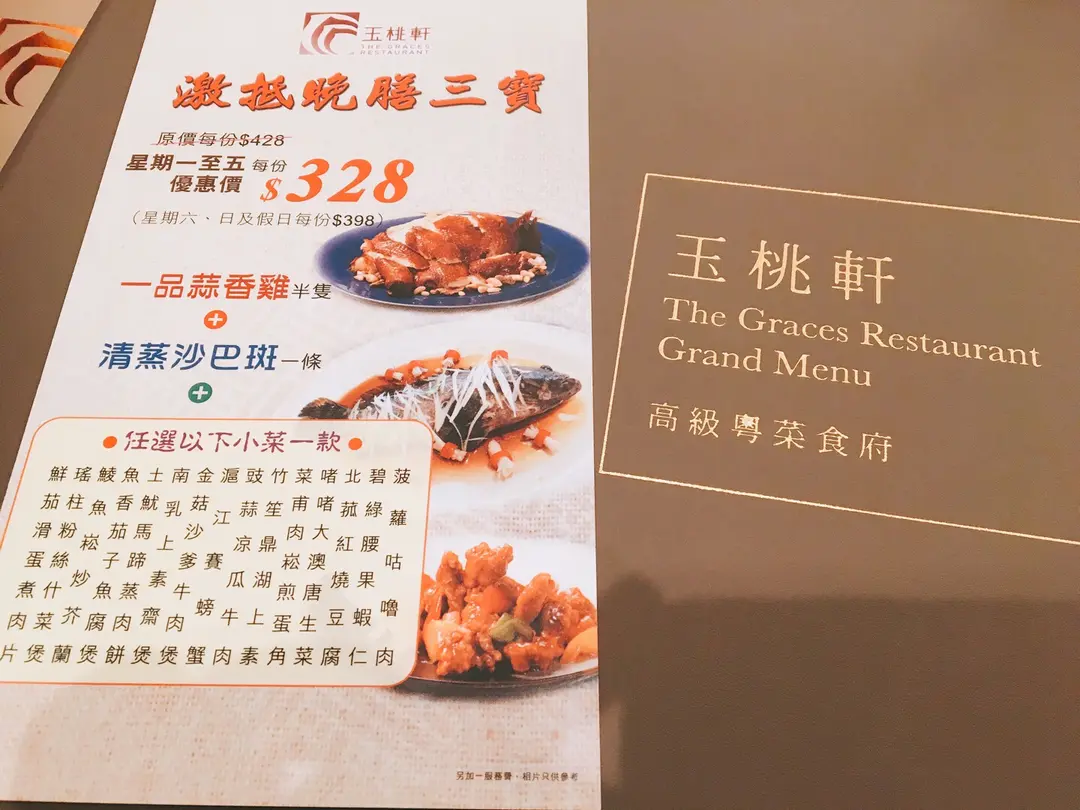 玉桃軒
THE GRACES
RESTAURANT
激抵晚膳三寶
原價每份$428
星期一至五每份
優惠價 $328
(星期六、日及假日每份$398)
一品蒜香雞半隻
+
清蒸沙巴斑一條
+
●任選以下小菜一款●
菠蘿咕嚕肉
碧綠腰果蝦仁
北菰紅燒豆腐
啫啫大澳唐生菜
菜甫肉崧煎蛋角
竹笙鼎湖上素
豉蒜凉瓜牛肉
滬江賽螃蟹
金菇沙爹牛肉煲
南乳上素齋煲
土魷馬蹄蒸肉餅
魚香茄子魚腐煲
鯪魚崧炒芥蘭
瑤柱粉絲什菜煲
鮮茄滑蛋煮肉片
另加一服務費，相片只供參考
玉桃軒
The Graces Restaurant
Grand Menu
高級粵菜食府